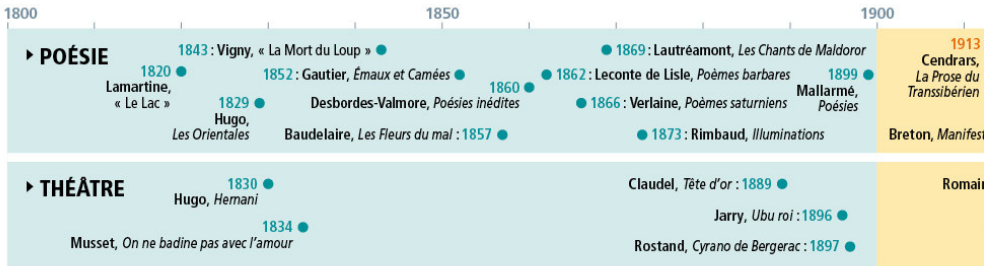 1800 1850 1900
POÉSIE
1843 : Vigny, « La Mort du Loup »
1869 : Lautréamont, Les Chants de Maldoror
1913
Cendrars,
La Prose du
Transsibérien
1820
Lamartine,
« Le Lac »
1852 : Gautier, Émaux et Camées
1862 : Leconte de Lisle, Poèmes barbares
1899
Mallarmé,
Poésies
1860
Desbordes-Valmore, Poésies inédites
1829
Hugo,
Les Orientales
1866 : Verlaine, Poèmes saturniens
Baudelaire, Les Fleurs du mal : 1857
1873 : Rimbaud, Illuminations
Breton, Manifest
THÉÂTRE
1830
Hugo, Hernani
Claudel, Tête d’or : 1889
Romain
1834
Musset, On ne badine pas avec l’amour
Jarry, Ubu roi : 1896
Rostand, Cyrano de Bergerac : 1897